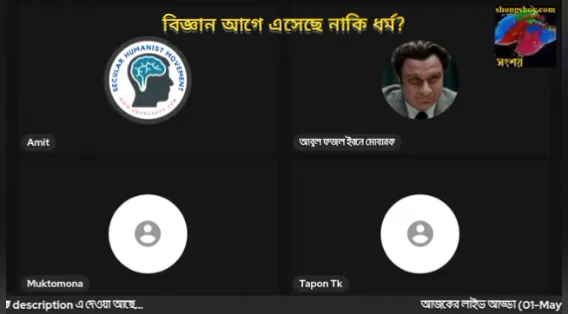 বিজ্ঞান আগে এসেছে নাকি ধর্ম?
shongshoy.com
সংশয়
SECULAR HUMANIST MOVEMENT
Amit
আবুল ফজল ইবনে মোবারক
Muktomona
Tapon Tk
description এ দেওয়া আছে...
আজকের লাইভ আড্ডা (01-May